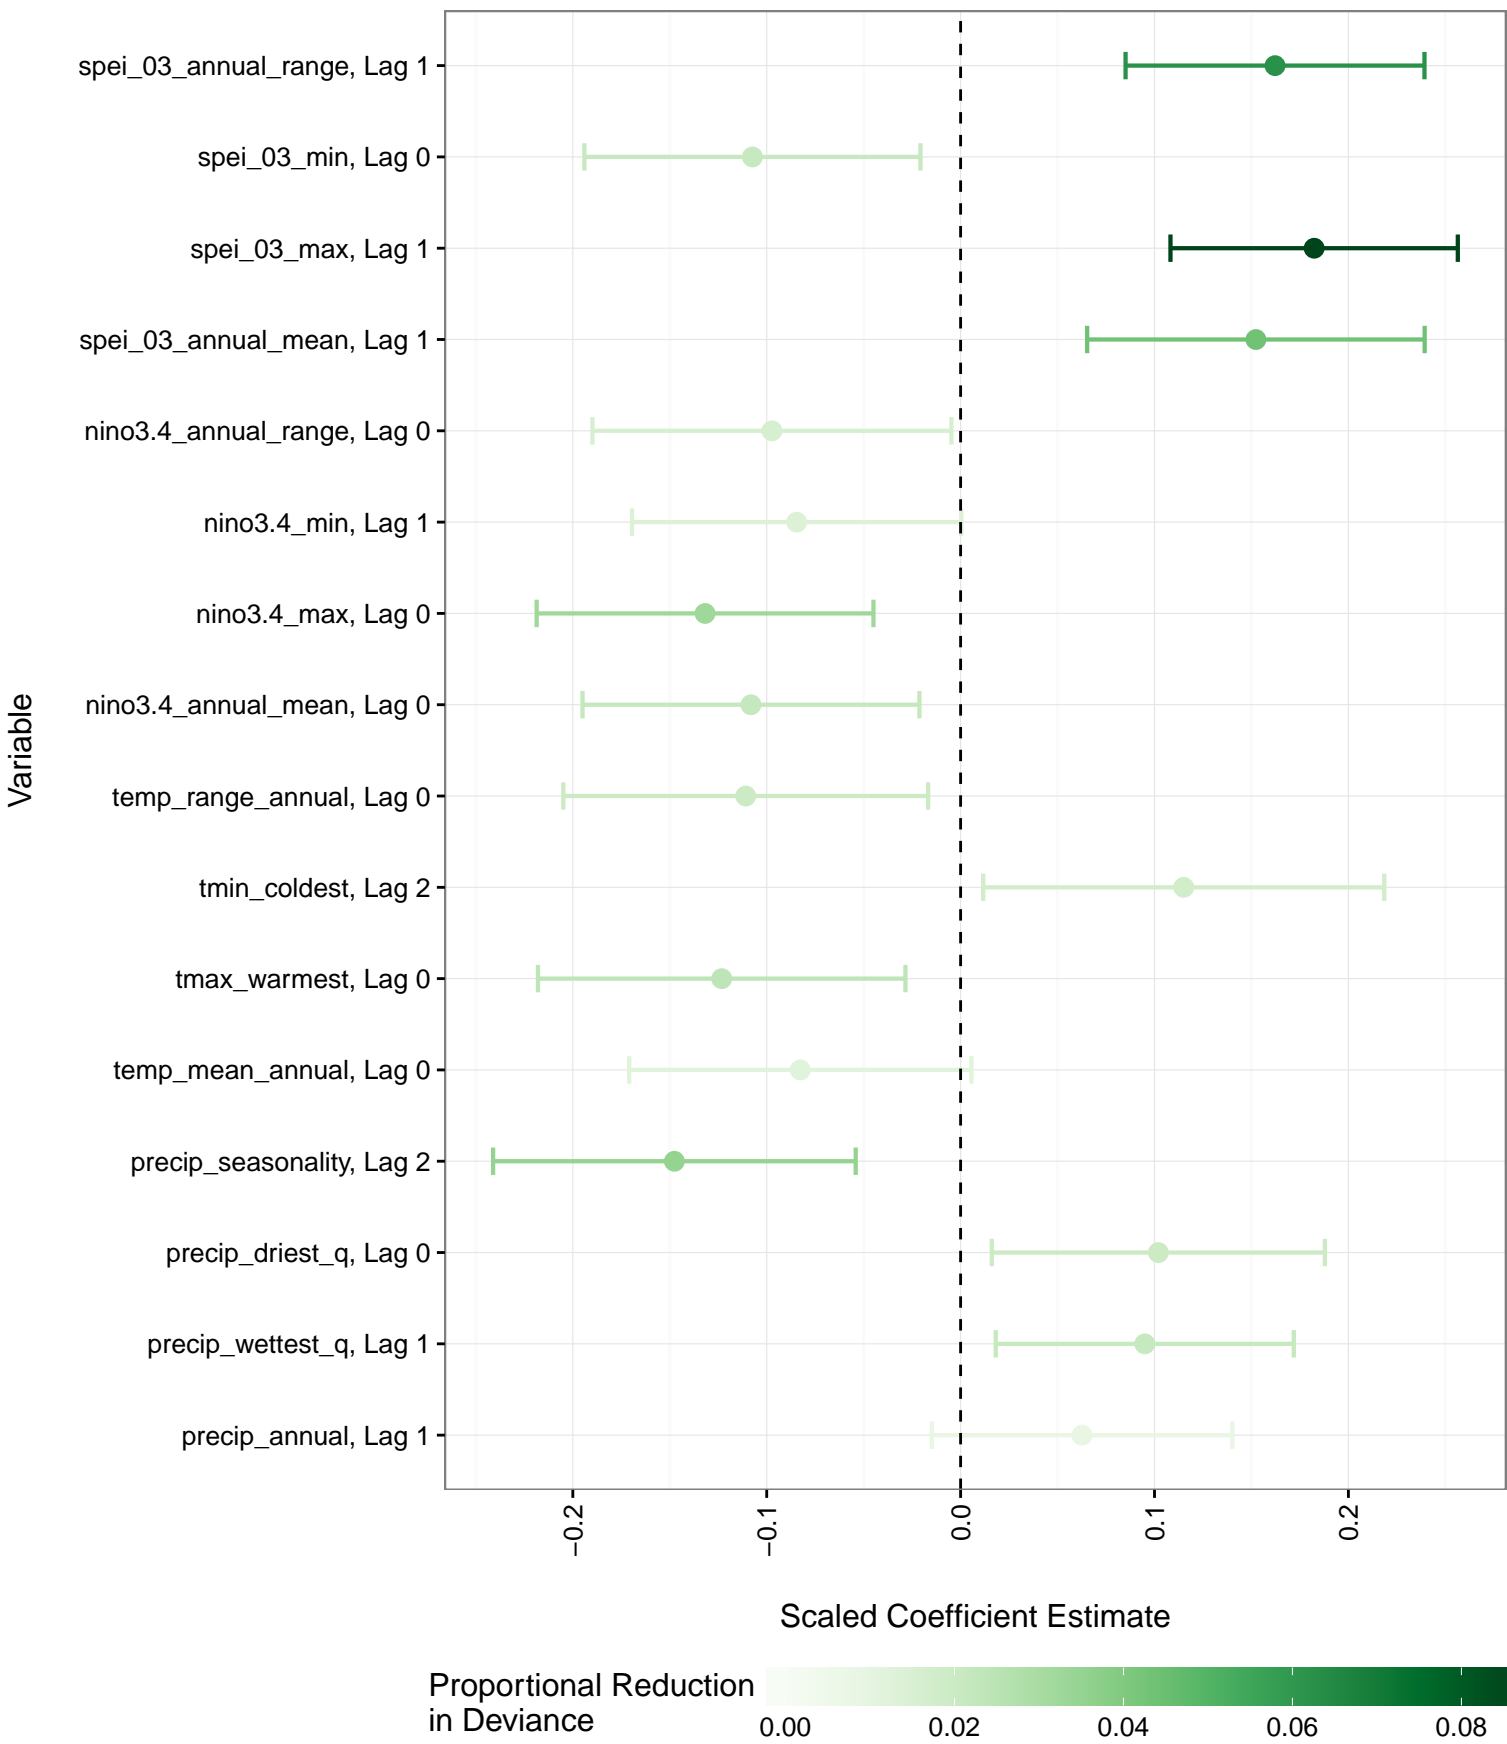 spei_03_annual_range, Lag 1
spei_03_min, Lag 0
spei_03_max, Lag 1
spei_03_annual_mean, Lag 1
nino3.4_annual_range, Lag 0
nino3.4_min, Lag 1
nino3.4_max, Lag 0
nino3.4_annual_mean, Lag 0
temp_range_annual, Lag 0
tmin_coldest, Lag 2
tmax_warmest, Lag 0
temp_mean_annual, Lag 0
precip_seasonality, Lag 2
precip_driest_q, Lag 0
precip_wettest_q, Lag 1
precip_annual, Lag 1
Variable
−0.2 −0.1 0.0 0.1 0.2
Scaled Coefficient Estimate
Proportional Reduction
in Deviance
0.00 0.02 0.04 0.06 0.08